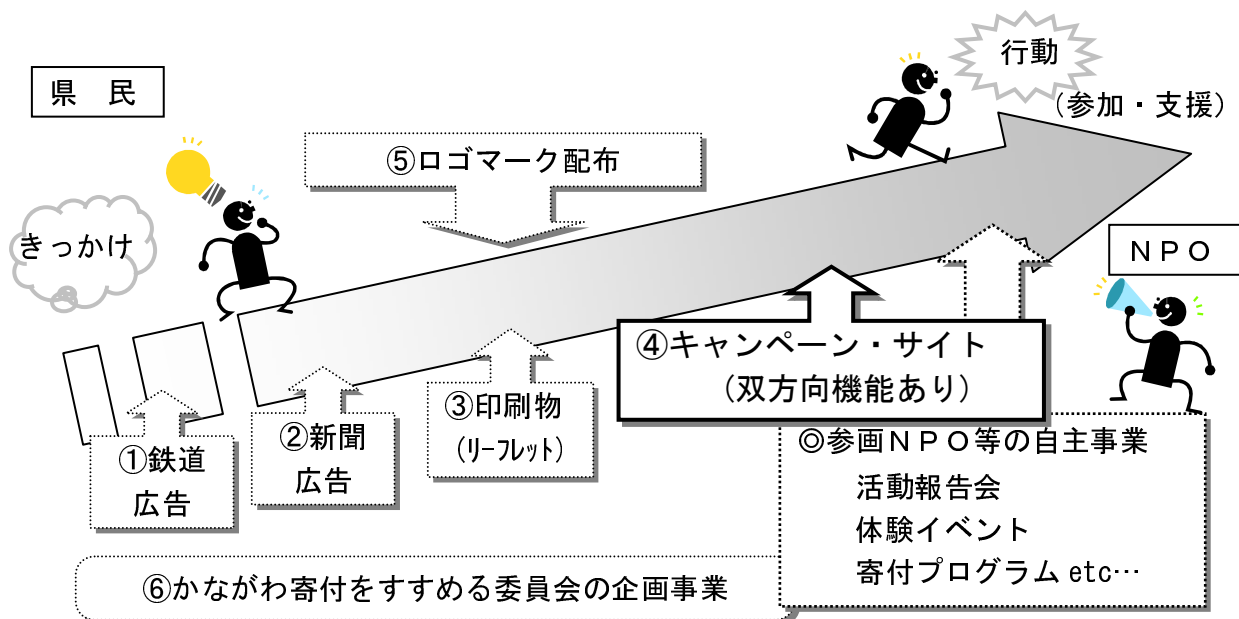 県　民
行動
(参加・支援)
⑤ロゴマーク配布
きっかけ
ＮＰＯ
④キャンペーン・サイト
(双方向機能あり)
③印刷物
(ﾘｰﾌﾚｯﾄ)
②新聞
広告
①鉄道
広告
◎参画ＮＰＯ等の自主事業
活動報告会
体験イベント
寄付プログラム etc…
⑥かながわ寄付をすすめる委員会の企画事業